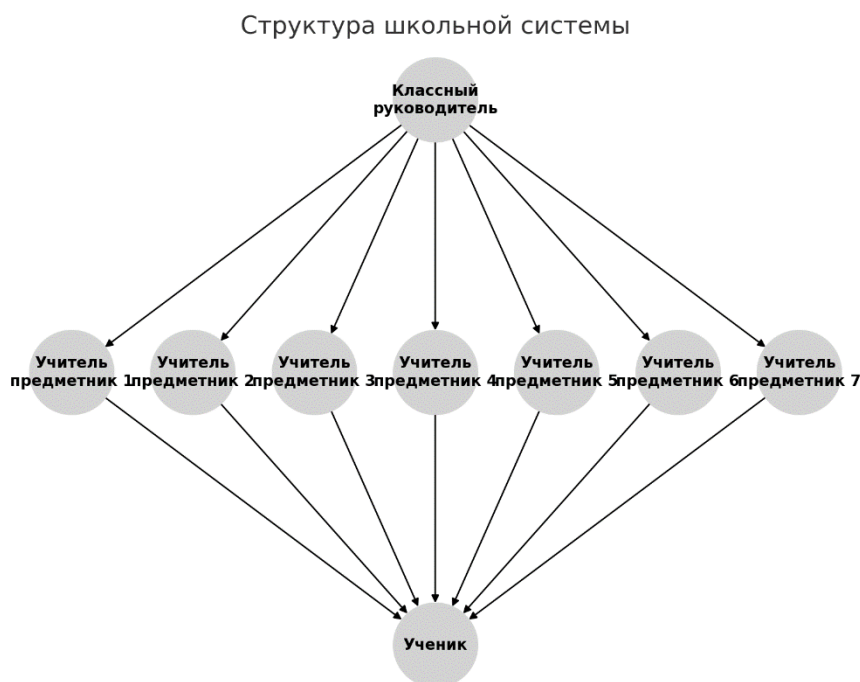 Структура школьной системы
Классный
руководитель
Учитель
предметник 1
Учитель
предметник 2
Учитель
предметник 3
Учитель
предметник 4
Учитель
предметник 5
Учитель
предметник 6
Учитель
предметник 7
Ученик